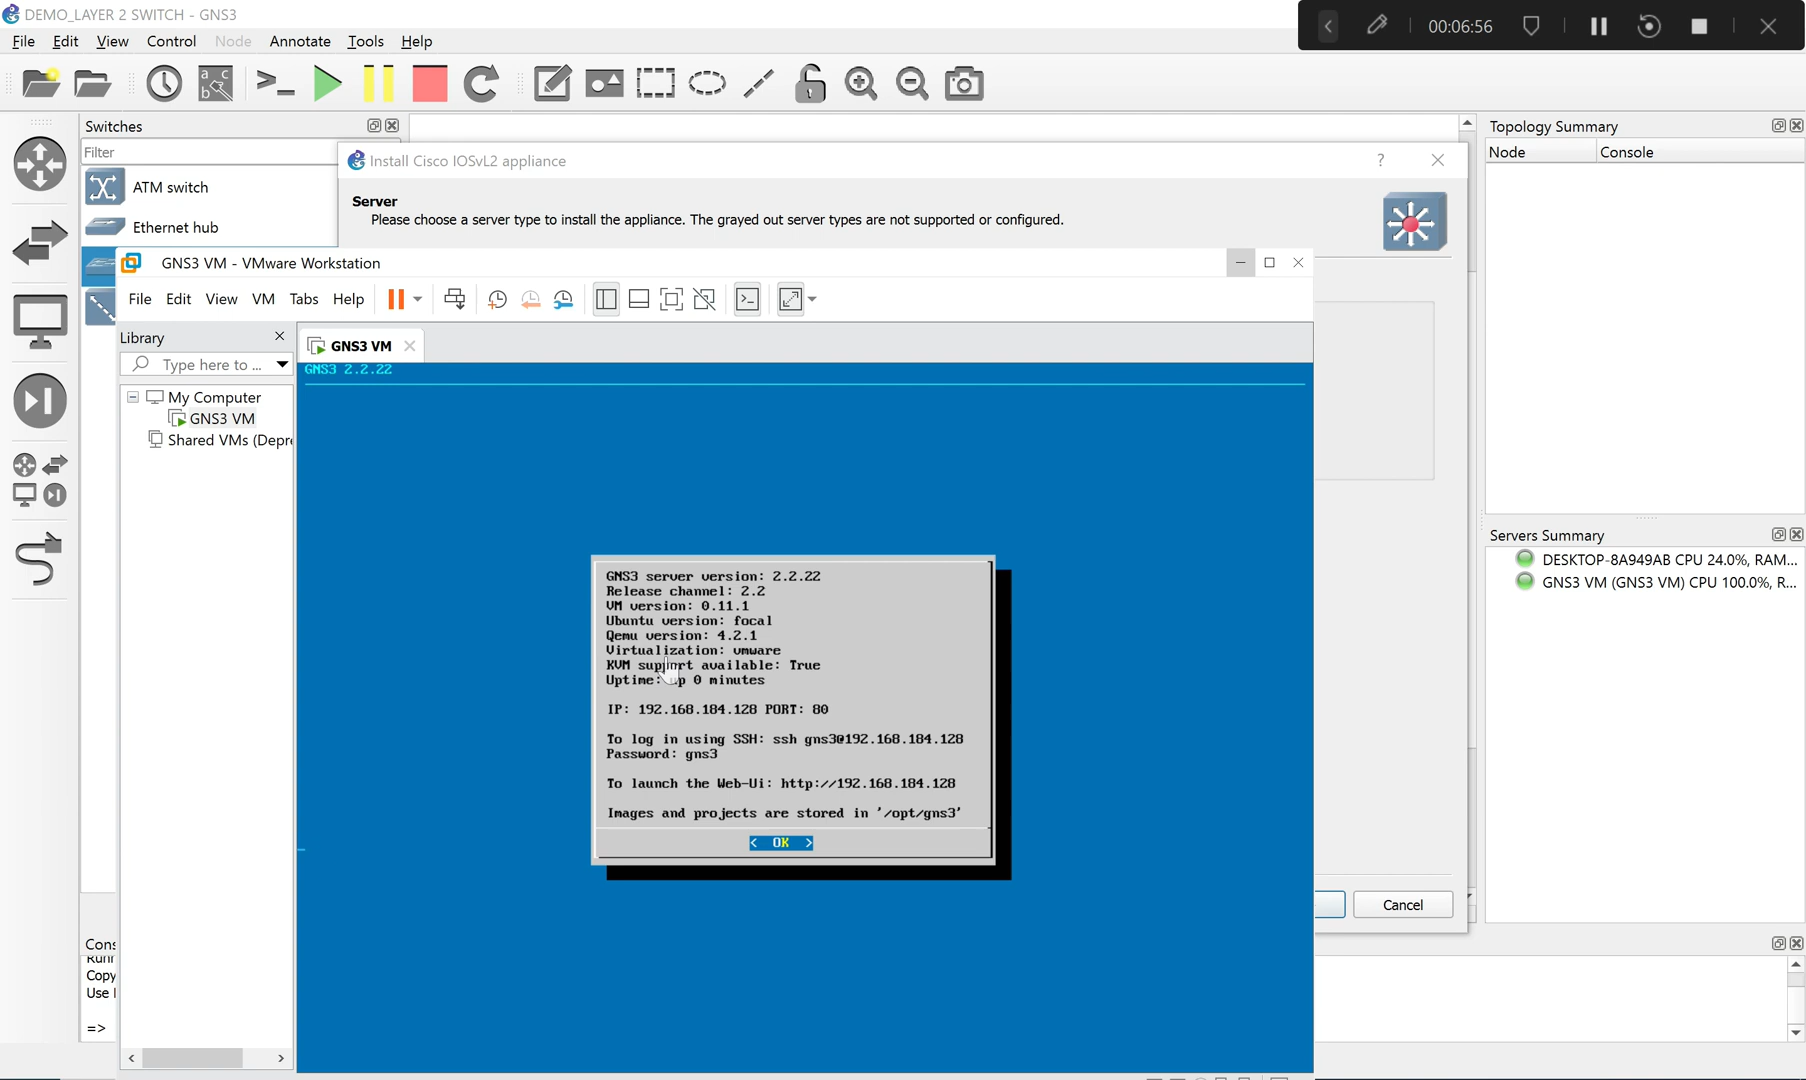 DEMO_LAYER 2 SWITCH - GNS3
00:06:56
File Edit View Control Node Annotate Tools Help
Switches
Filter
ATM switch
Ethernet hub
Install Cisco IOSvL2 appliance
Server
Please choose a server type to install the appliance. The grayed out server types are not supported or configured.
Topology Summary
Node Console
GNS3 VM - VMware Workstation
File Edit View VM Tabs Help
Library
Type here to ...
My Computer
GNS3 VM
Shared VMs (Depre
GNS3 VM
GNS3 2.2.22
GNS3 server version: 2.2.22
Release channel: 2.2
VM version: 0.11.1
Ubuntu version: focal
Qemu version: 4.2.1
Virtualization: vmware
KVM support available: True
Uptime: up 0 minutes
IP: 192.168.184.128 PORT: 80
To log in using SSH: ssh gns3@192.168.184.128
Password: gns3
To launch the Web-Ui: http://192.168.184.128
Images and projects are stored in '/opt/gns3'
< OK >
Servers Summary
DESKTOP-8A949AB CPU 24.0%, RAM...
GNS3 VM (GNS3 VM) CPU 100.0%, R...
Cancel
Cons
Runn
Copy
Use
=>